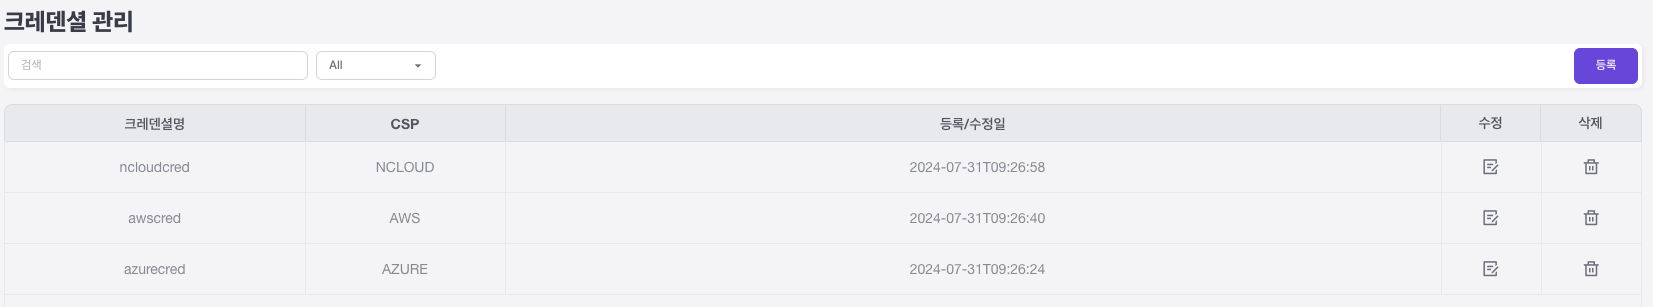 크레덴셜 관리
검색 All 등록
크레덴셜명 CSP 등록/수정일 수정 삭제
ncloudcred NCLOUD 2024-07-31T09:26:58
awscred AWS 2024-07-31T09:26:40
azurecred AZURE 2024-07-31T09:26:24